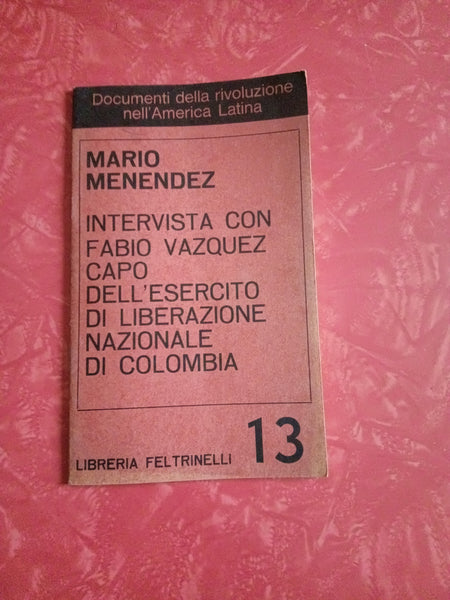 Documenti della rivoluzione
nell'America Latina
MARIO
MENENDEZ
INTERVISTA CON
FABIO VAZQUEZ
CAPO
DELL'ESERCITO
DI LIBERAZIONE
NAZIONALE
DI COLOMBIA
LIBRERIA FELTRINELLI 13